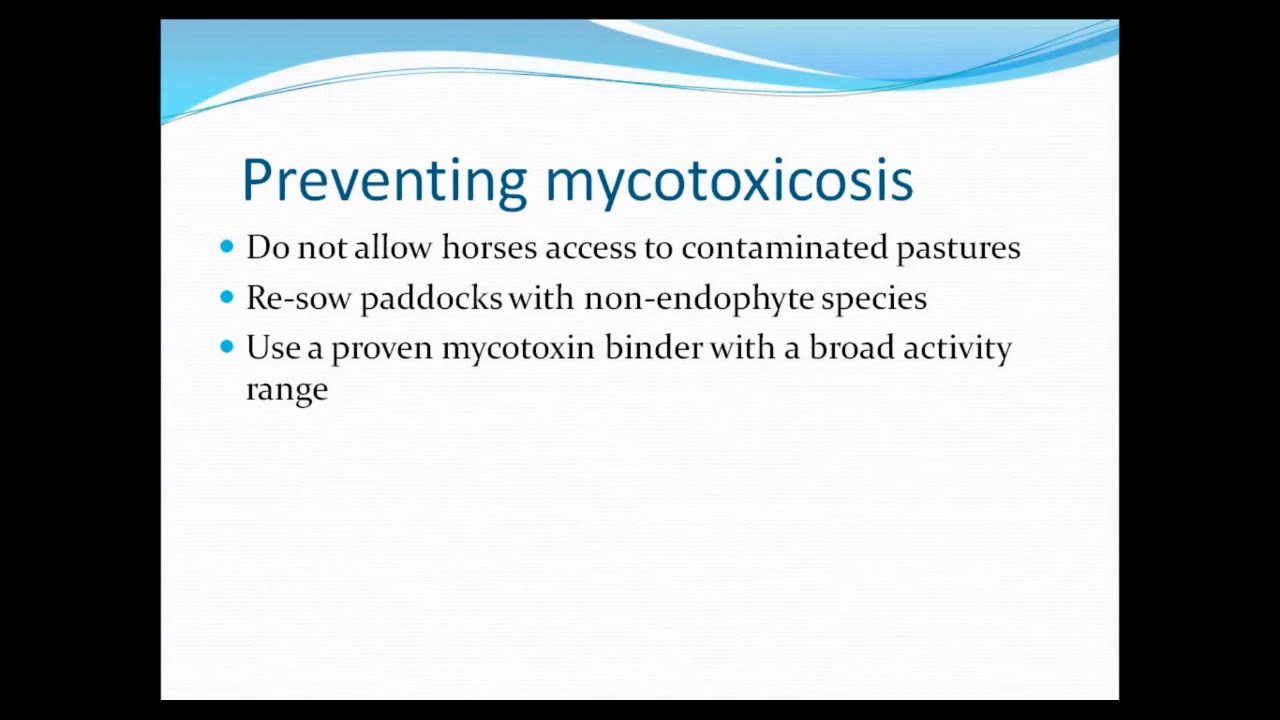 Preventing mycotoxicosis
Do not allow horses access to contaminated pastures
Re-sow paddocks with non-endophyte species
Use a proven mycotoxin binder with a broad activity
range